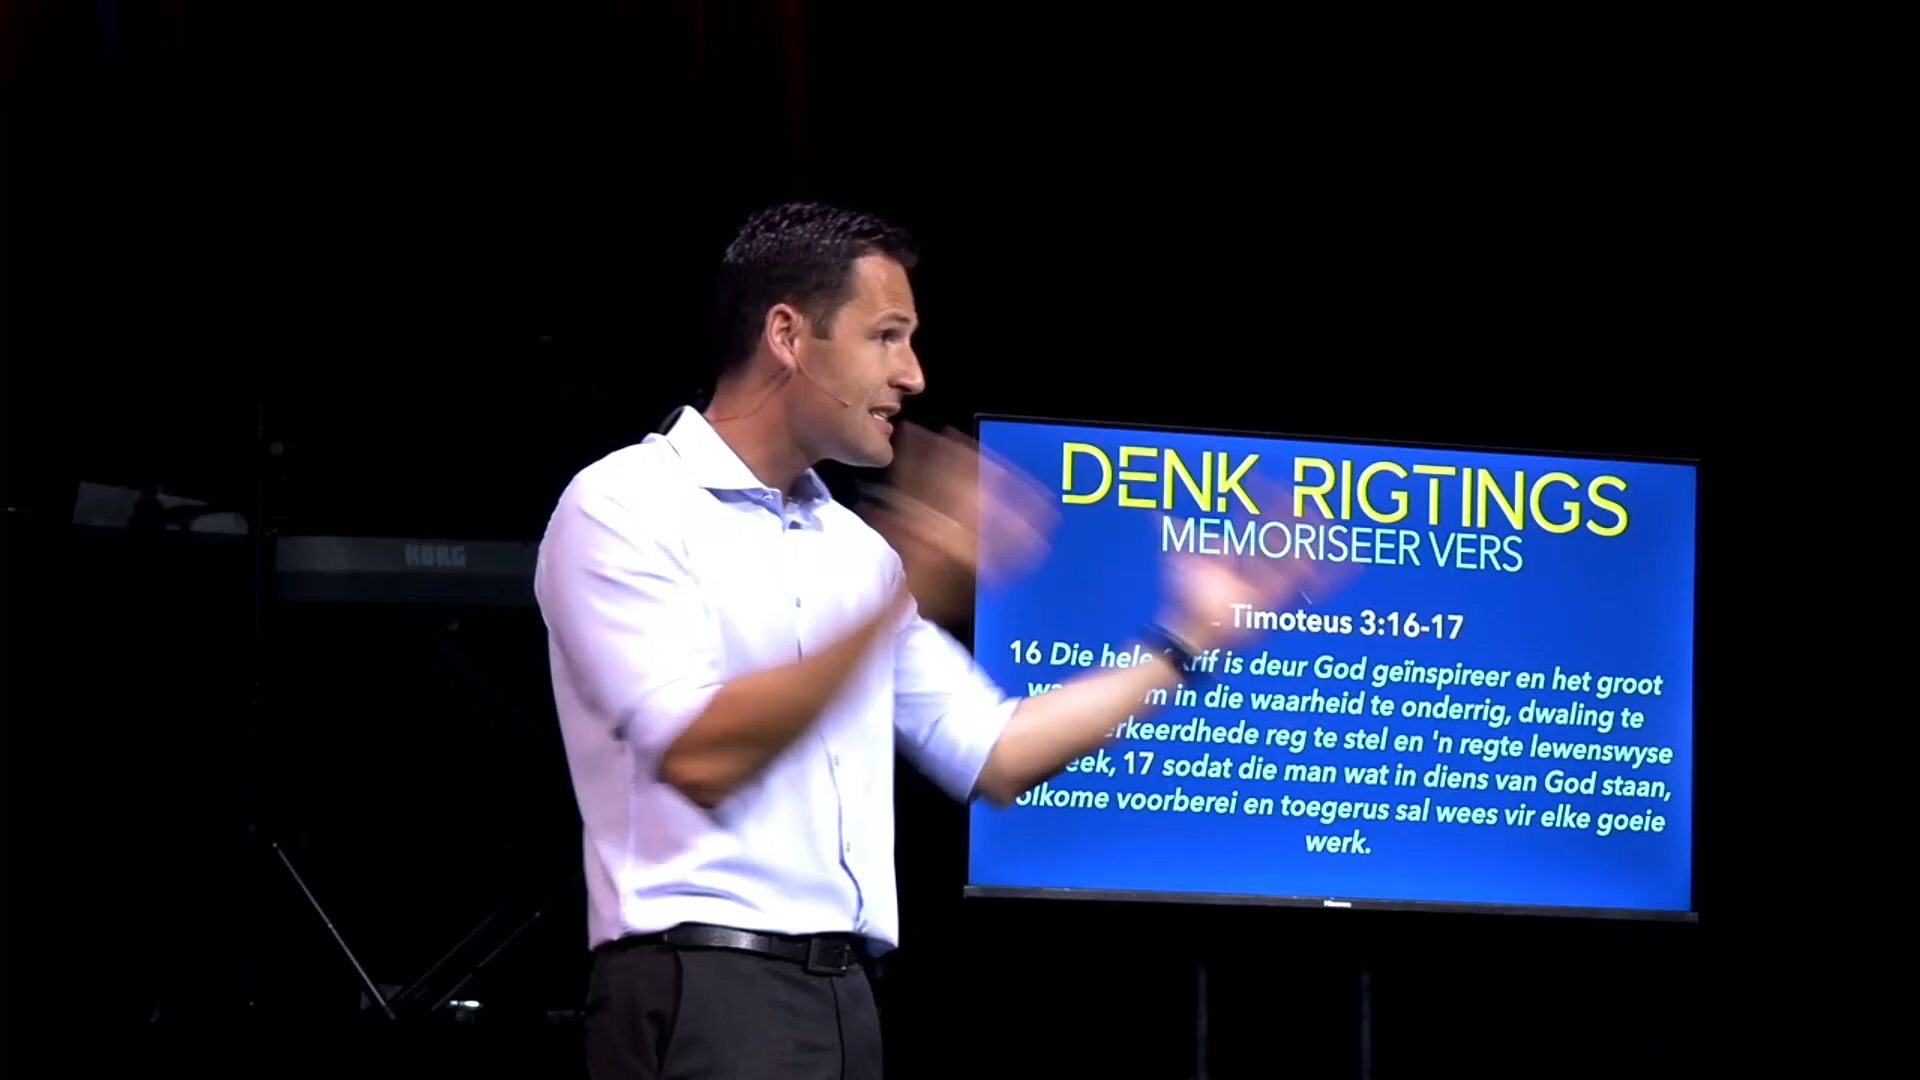 KORG
DENK RIGTINGS
MEMORISEER VERS
Timoteus 3:16-17
16 Die hele is deur God geïnspireer en het groot
in die waarheid te onderrig, dwaling te
reg te stel en 'n regte lewenswyse
17 sodat die man wat in diens van God staan,
voorberei en toegerus sal wees vir elke goeie
werk.
Hisense